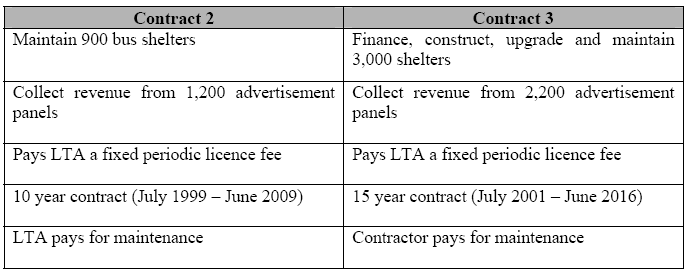 Contract 2
Contract 3
Maintain 900 bus shelters
Finance, construct, upgrade and maintain
3,000 shelters
Collect revenue from 1,200 advertisement
panels
Collect revenue from 2,200 advertisement
panels
Pays LTA a fixed periodic licence fee
Pays LTA a fixed periodic licence fee
10 year contract (July 1999 – June 2009)
15 year contract (July 2001 – June 2016)
LTA pays for maintenance
Contractor pays for maintenance